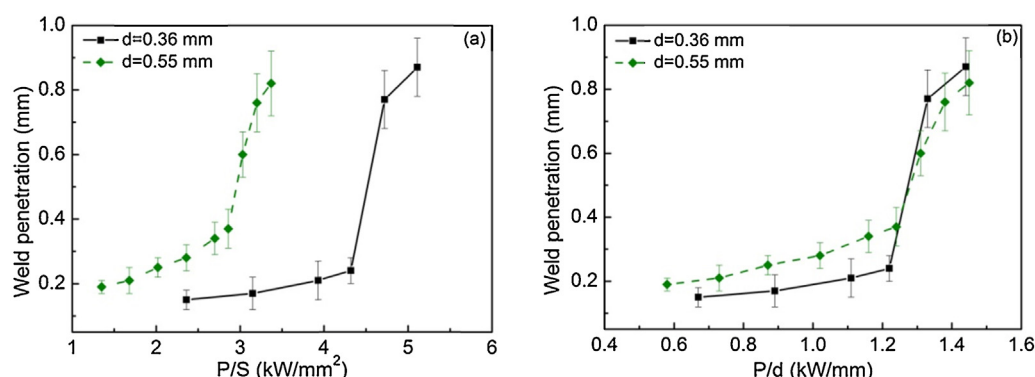 (a)
d=0.36 mm
d=0.55 mm
Weld penetration (mm)
1.0
0.8
0.6
0.4
0.2
1 2 3 4 5 6
P/S (kW/mm²)
(b)
d=0.36 mm
d=0.55 mm
Weld penetration (mm)
1.0
0.8
0.6
0.4
0.2
0.4 0.6 0.8 1.0 1.2 1.4 1.6
P/d (kW/mm)